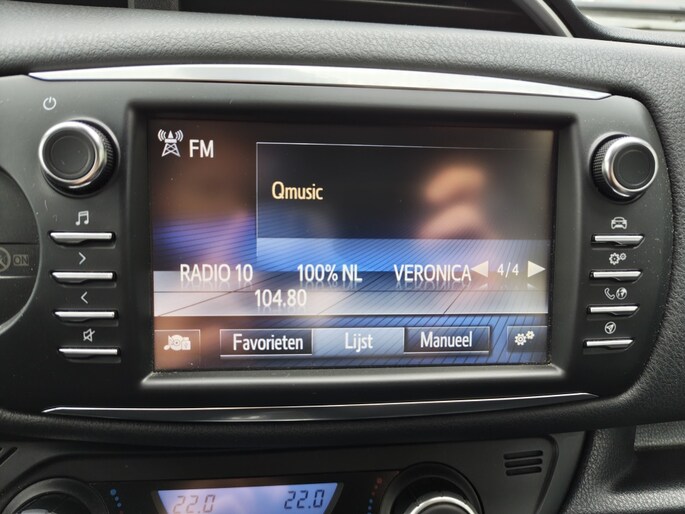 FM
Qmusic
RADIO 10 100% NL VERONICA 4/4
104.80
Favorieten Lijst Manueel
ON
22.0 22.0